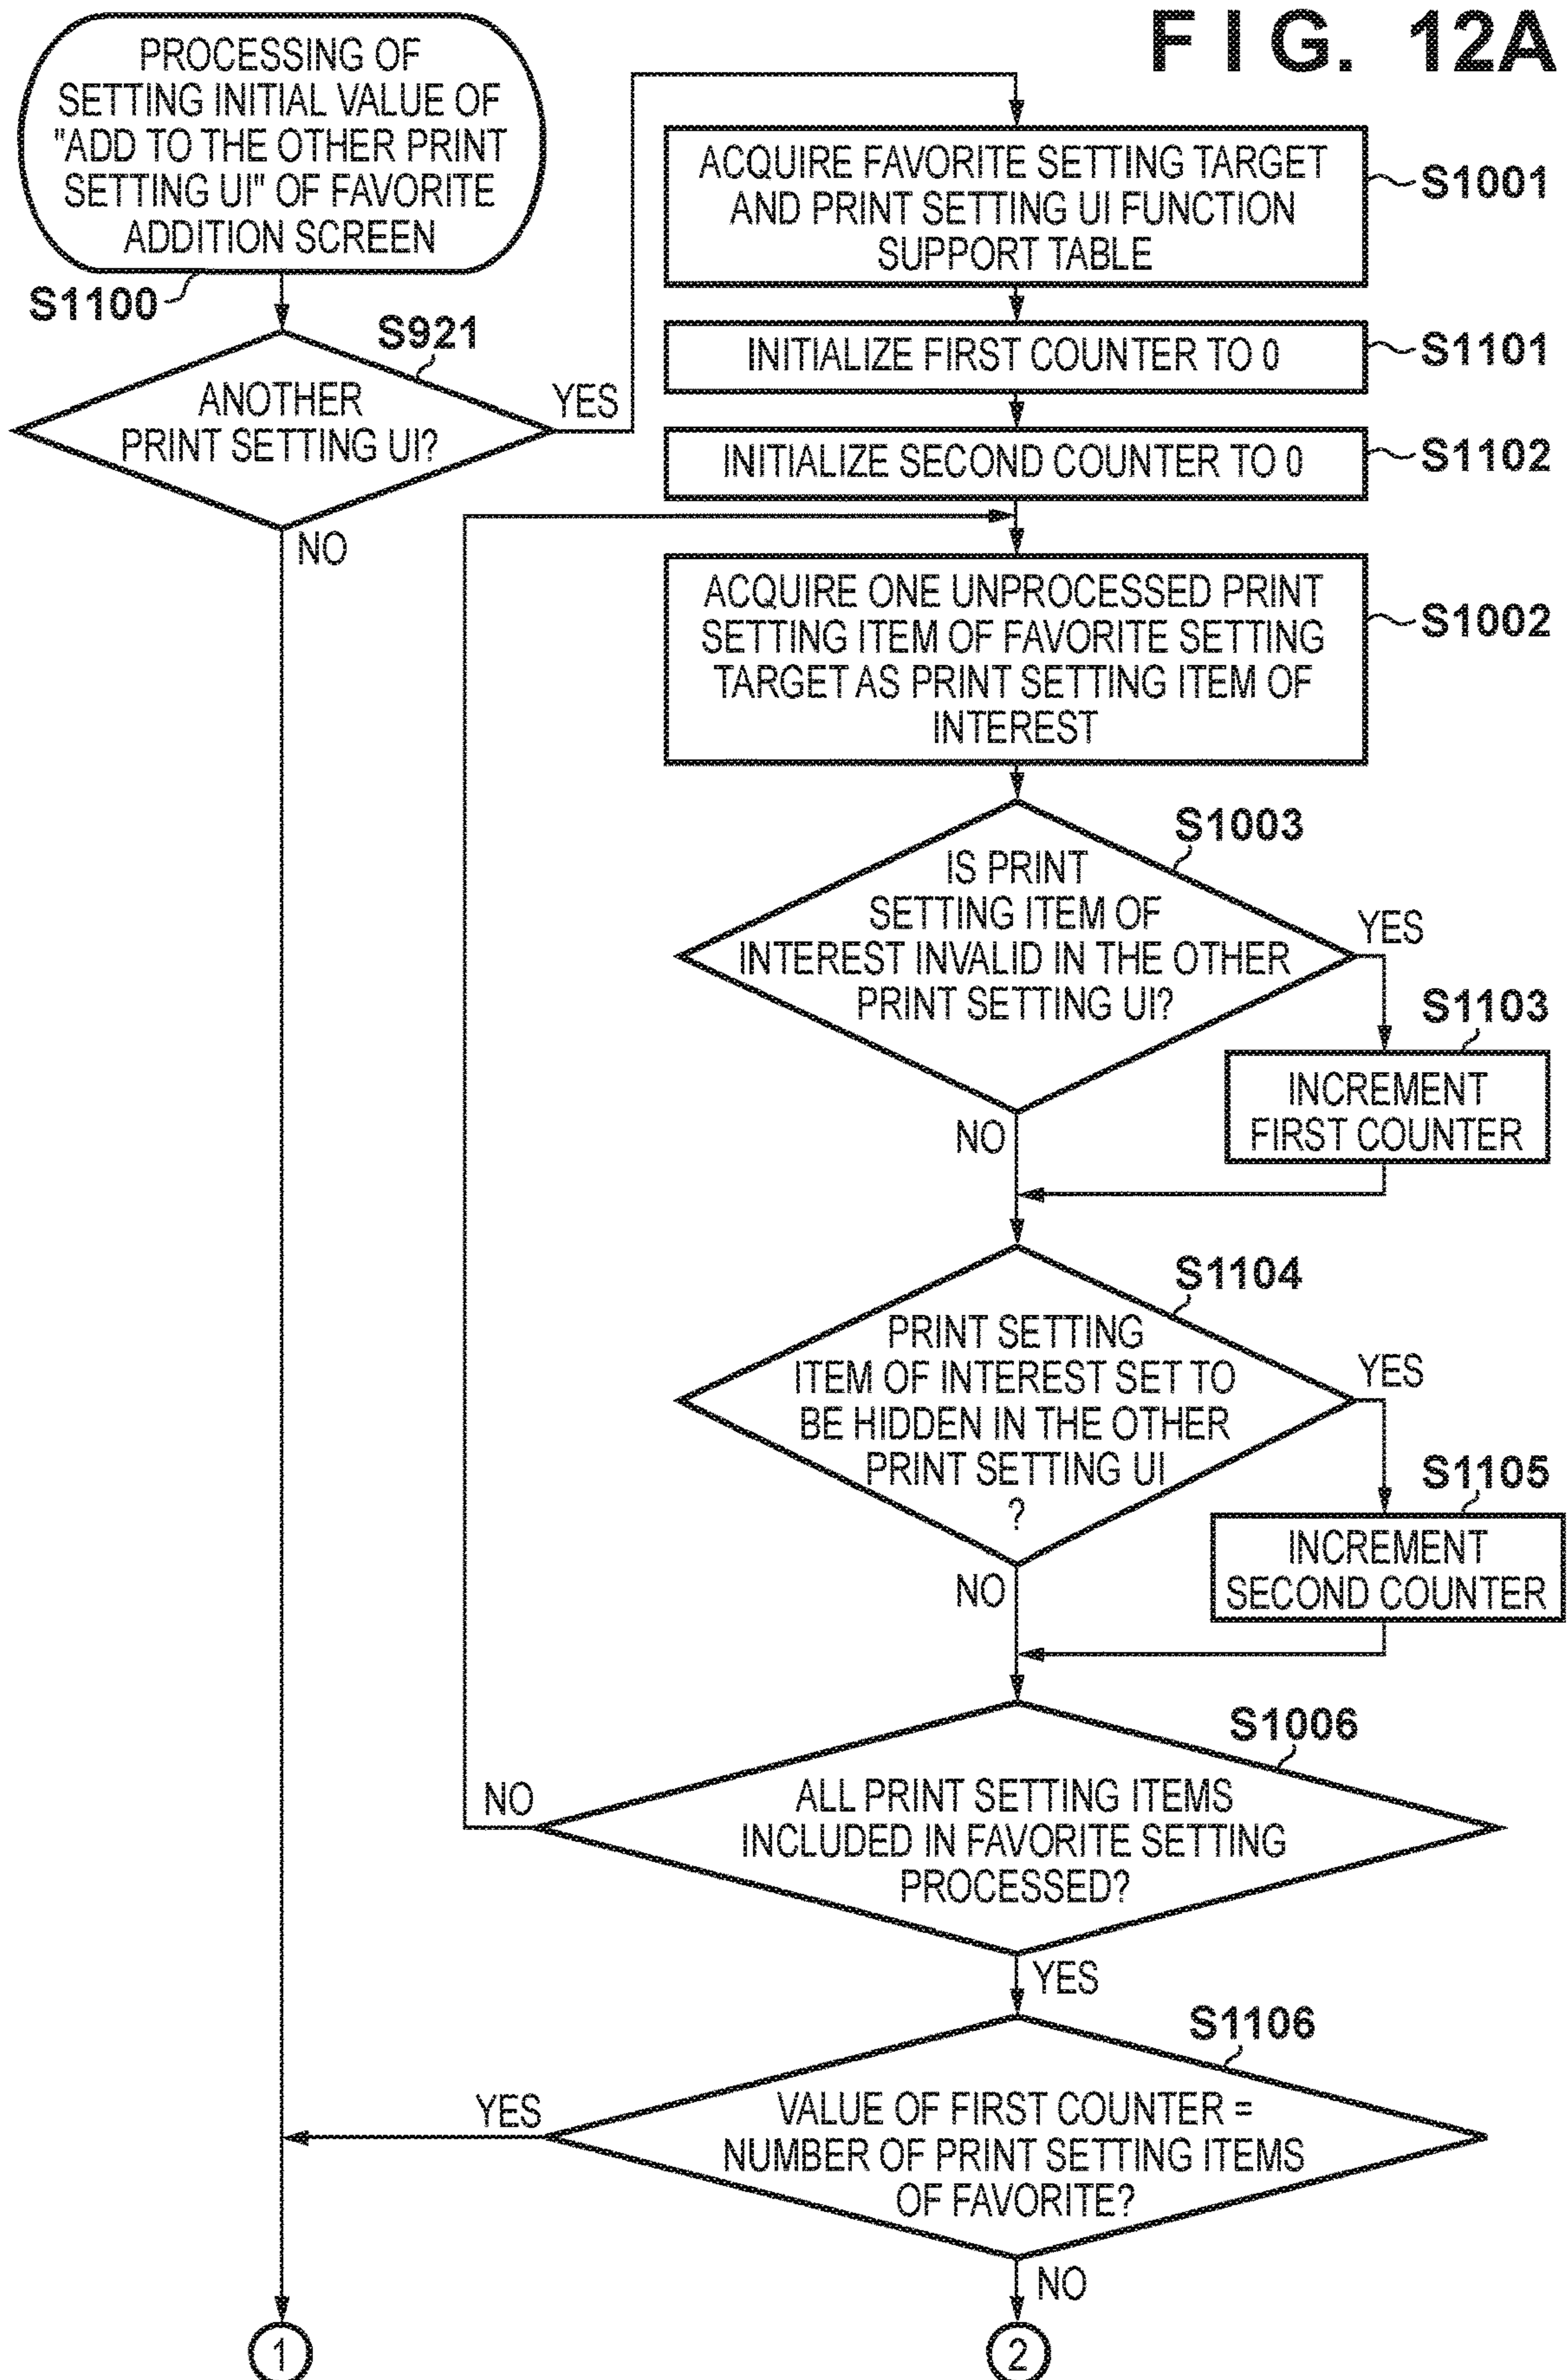 FIG. 12A
PROCESSING OF
SETTING INITIAL VALUE OF
"ADD TO THE OTHER PRINT
SETTING UI" OF FAVORITE
ADDITION SCREEN
S1100
S921
ANOTHER
PRINT SETTING UI?
YES
NO
ACQUIRE FAVORITE SETTING TARGET
AND PRINT SETTING UI FUNCTION
SUPPORT TABLE
S1001
INITIALIZE FIRST COUNTER TO 0
S1101
INITIALIZE SECOND COUNTER TO 0
S1102
ACQUIRE ONE UNPROCESSED PRINT
SETTING ITEM OF FAVORITE SETTING
TARGET AS PRINT SETTING ITEM OF
INTEREST
S1002
S1003
IS PRINT
SETTING ITEM OF
INTEREST INVALID IN THE OTHER
PRINT SETTING UI?
YES
S1103
INCREMENT
FIRST COUNTER
NO
S1104
PRINT SETTING
ITEM OF INTEREST SET TO
BE HIDDEN IN THE OTHER
PRINT SETTING UI
?
YES
S1105
INCREMENT
SECOND COUNTER
NO
S1006
ALL PRINT SETTING ITEMS
INCLUDED IN FAVORITE SETTING
PROCESSED?
NO
YES
S1106
VALUE OF FIRST COUNTER =
NUMBER OF PRINT SETTING ITEMS
OF FAVORITE?
YES
NO
1
2